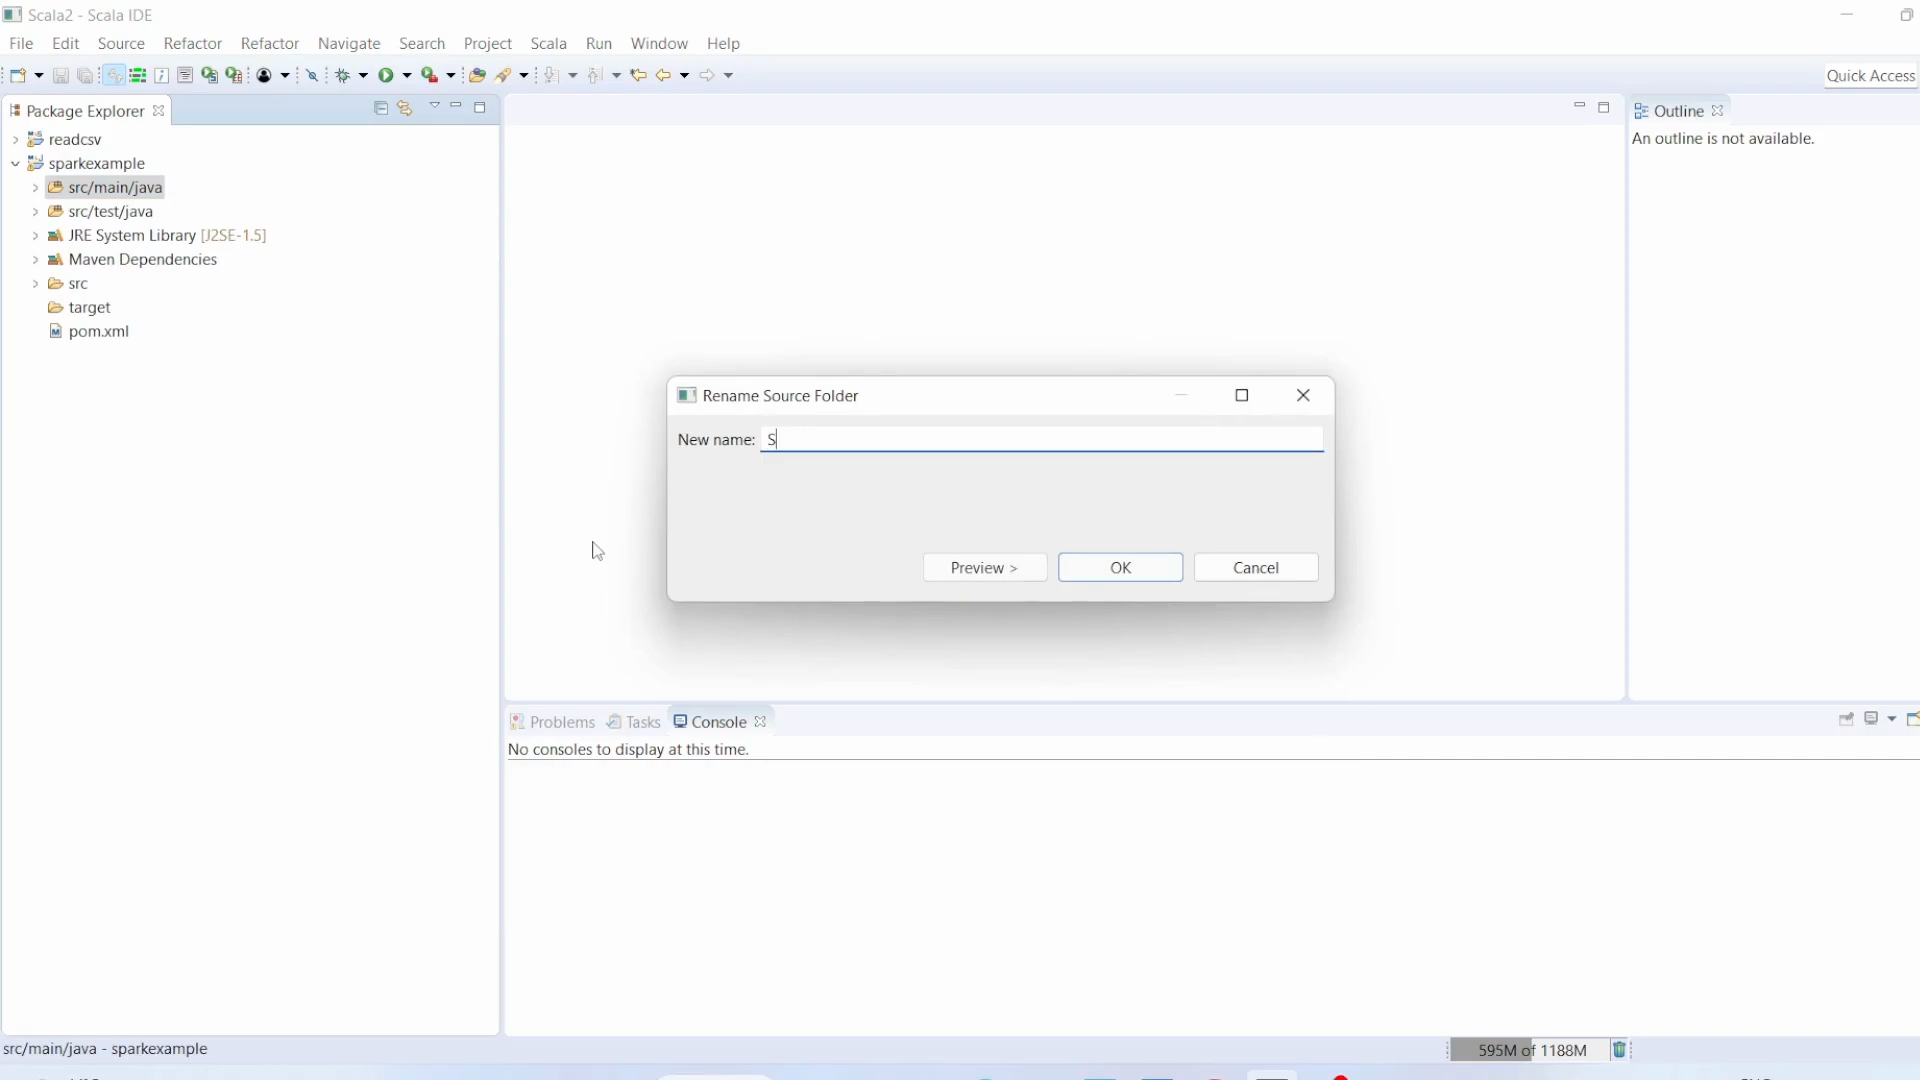 Scala2 - Scala IDE
File Edit Source Refactor Refactor Navigate Search Project Scala Run Window Help
Quick Access
Package Explorer
readcsv
sparkexample
src/main/java
src/test/java
JRE System Library [J2SE-1.5]
Maven Dependencies
src
target
pom.xml
Outline
An outline is not available.
Rename Source Folder
New name: S
Preview > OK Cancel
Problems Tasks Console
No consoles to display at this time.
src/main/java - sparkexample
595M of 1188M